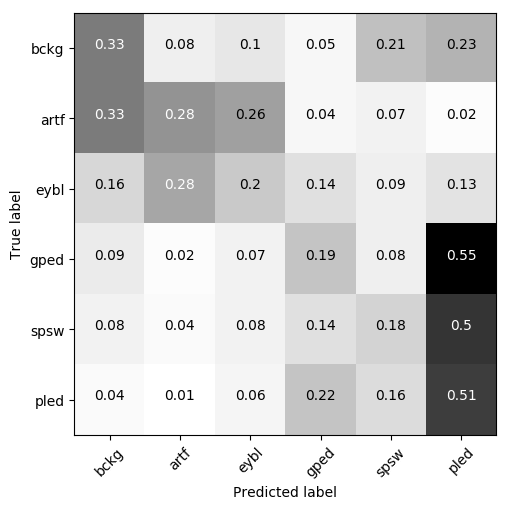 bckg 0.33 0.08 0.1 0.05 0.21 0.23
artf 0.33 0.28 0.26 0.04 0.07 0.02
eybl 0.16 0.28 0.2 0.14 0.09 0.13
gped 0.09 0.02 0.07 0.19 0.08 0.55
spsw 0.08 0.04 0.08 0.14 0.18 0.5
pled 0.04 0.01 0.06 0.22 0.16 0.51
True label
bckg artf eybl gped spsw pled
Predicted label